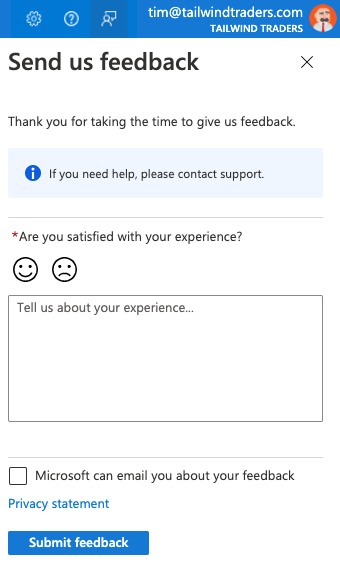 tim@tailwindtraders.com
TAILWIND TRADERS
Send us feedback
Thank you for taking the time to give us feedback.
If you need help, please contact support.
*Are you satisfied with your experience?
Tell us about your experience...
Microsoft can email you about your feedback
Privacy statement
Submit feedback